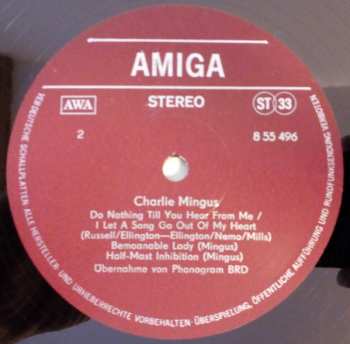 AMIGA
AWA
STEREO
ST 33
2
8 55 496
Charlie Mingus
Do Nothing Till You Hear From Me /
I Let A Song Go Out Of My Heart
(Russell/Ellington—Ellington/Nemo/Mills)
Bemoanable Lady (Mingus)
Half-Mast Inhibition (Mingus)
Übernahme von Phonogram BRD
VEB DEUTSCHE SCHALLPLATTEN ALLE HERSTELLER- UND URHEBERRECHTE VORBEHALTEN · ÜBERSPIELUNG, ÖFFENTLICHE AUFFÜHRUNG UND RUNDFUNKSENDUNG VERBOTEN